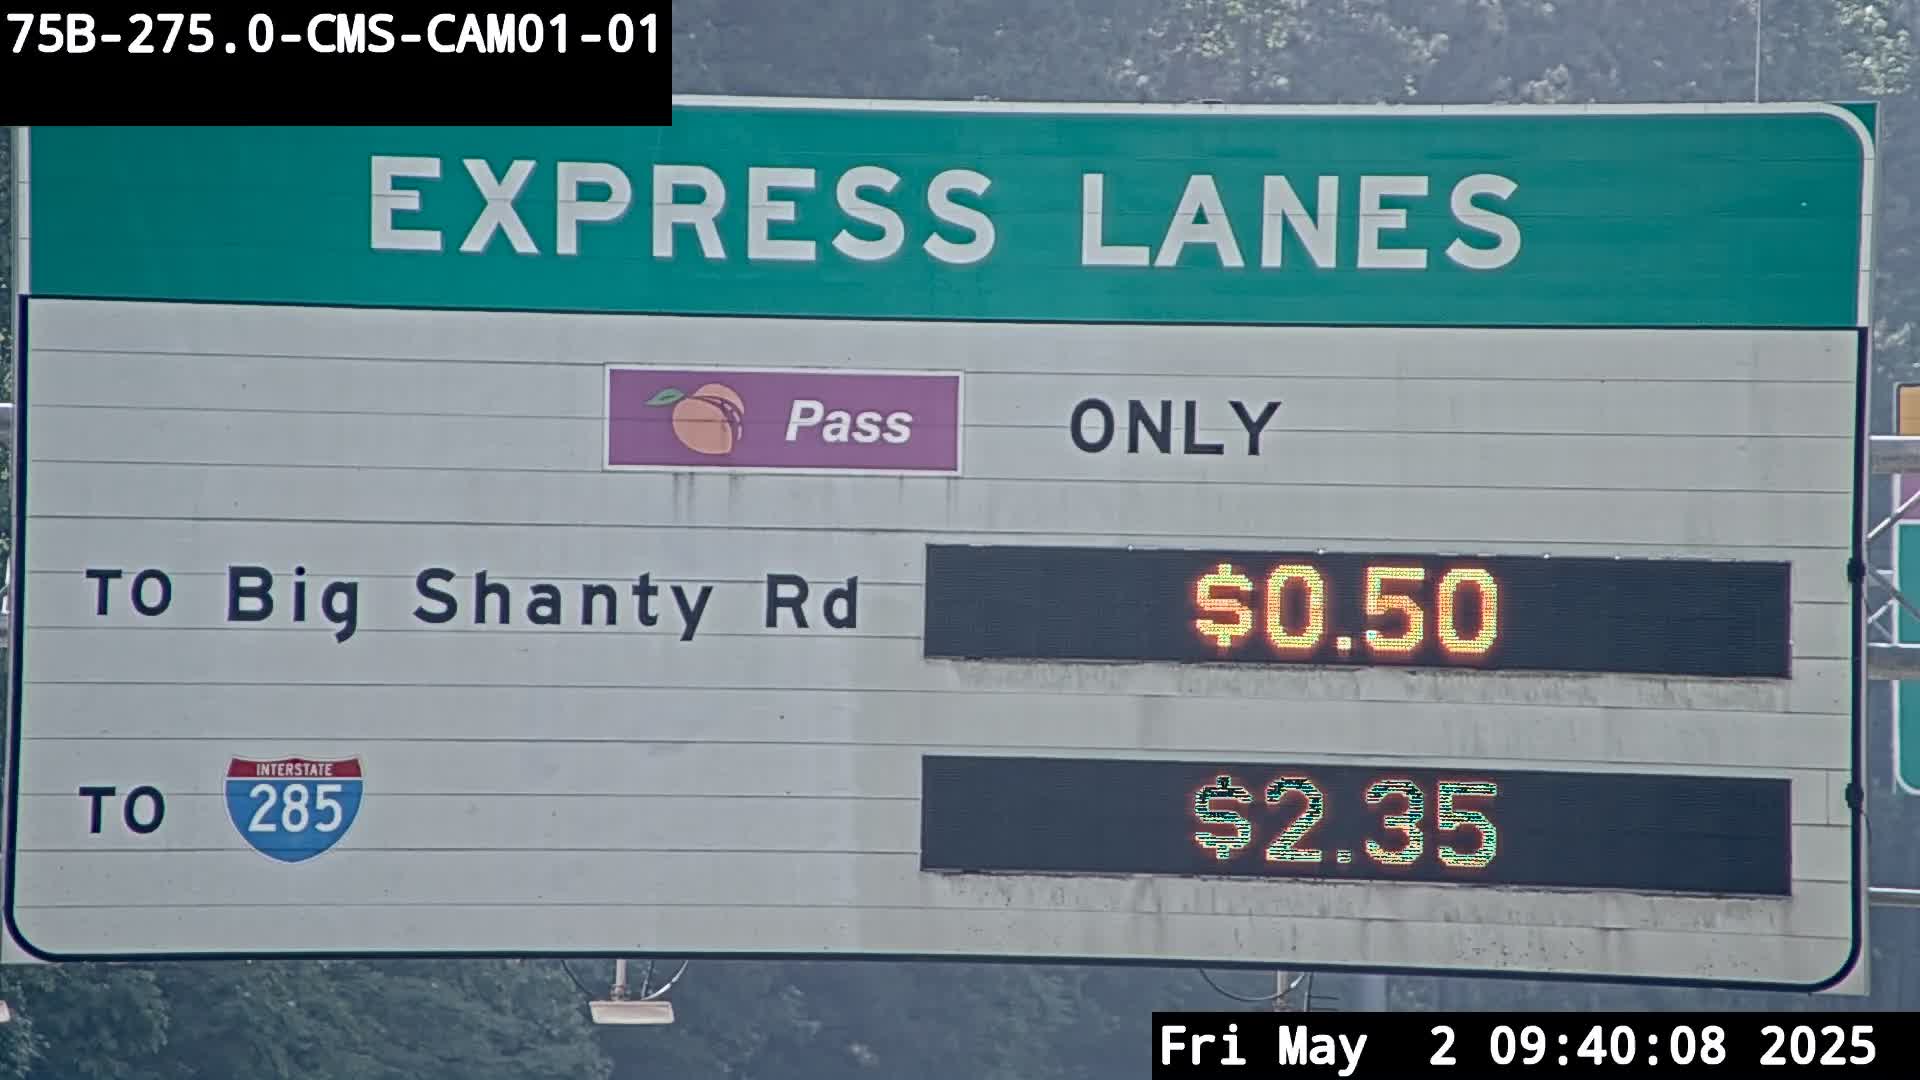 75B-275.0-CMS-CAM01-01
EXPRESS LANES
Pass ONLY
TO Big Shanty Rd $0.50
INTERSTATE
TO 285 $2.35
Fri May 2 09:40:08 2025